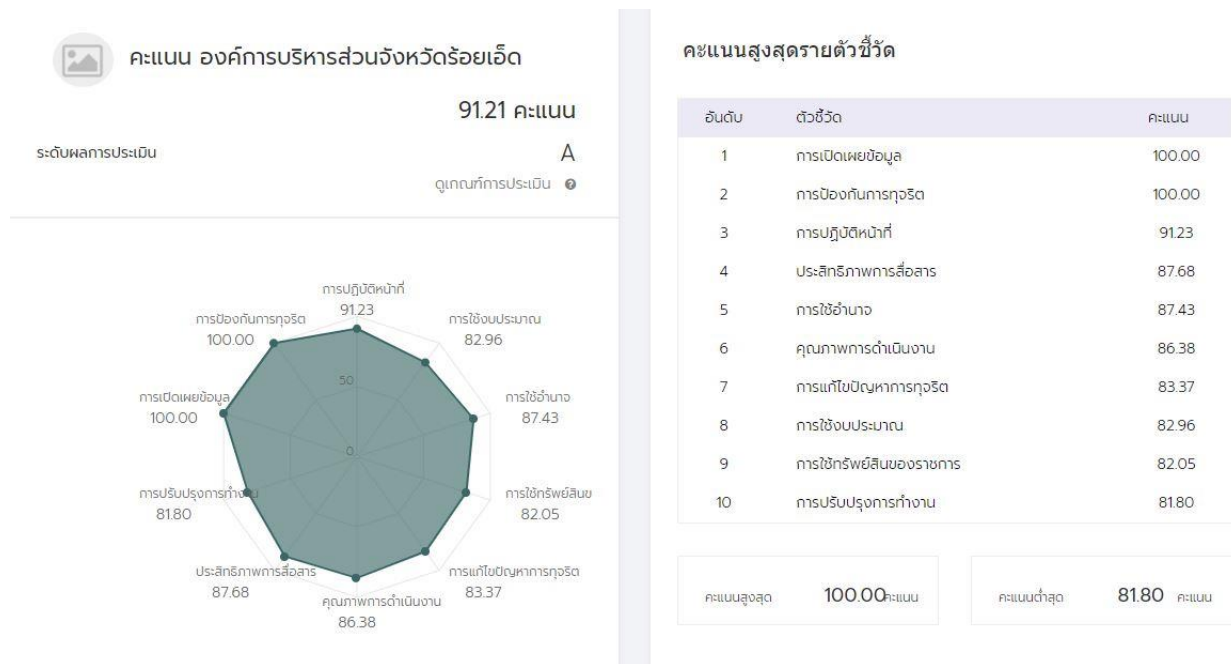 คะแนน องค์การบริหารส่วนจังหวัดร้อยเอ็ด
91.21 คะแนน
ระดับผลการประเมิน A
ดูเกณฑ์การประเมิน
การปฏิบัติหน้าที่
91.23
การป้องกันการทุจริต
100.00
การใช้งบประมาณ
82.96
50
การเปิดเผยข้อมูล
100.00
การใช้อำนาจ
87.43
0
การปรับปรุงการทำงาน
81.80
การใช้ทรัพย์สินข
82.05
ประสิทธิภาพการสื่อสาร
87.68
การแก้ไขปัญหาการทุจริต
83.37
คุณภาพการดำเนินงาน
86.38
คะแนนสูงสุดรายตัวชี้วัด
อันดับ ตัวชี้วัด คะแนน
1 การเปิดเผยข้อมูล 100.00
2 การป้องกันการทุจริต 100.00
3 การปฏิบัติหน้าที่ 91.23
4 ประสิทธิภาพการสื่อสาร 87.68
5 การใช้อำนาจ 87.43
6 คุณภาพการดำเนินงาน 86.38
7 การแก้ไขปัญหาการทุจริต 83.37
8 การใช้งบประมาณ 82.96
9 การใช้ทรัพย์สินของราชการ 82.05
10 การปรับปรุงการทำงาน 81.80
คะแนนสูงสุด 100.00 คะแนน
คะแนนต่ำสุด 81.80 คะแนน